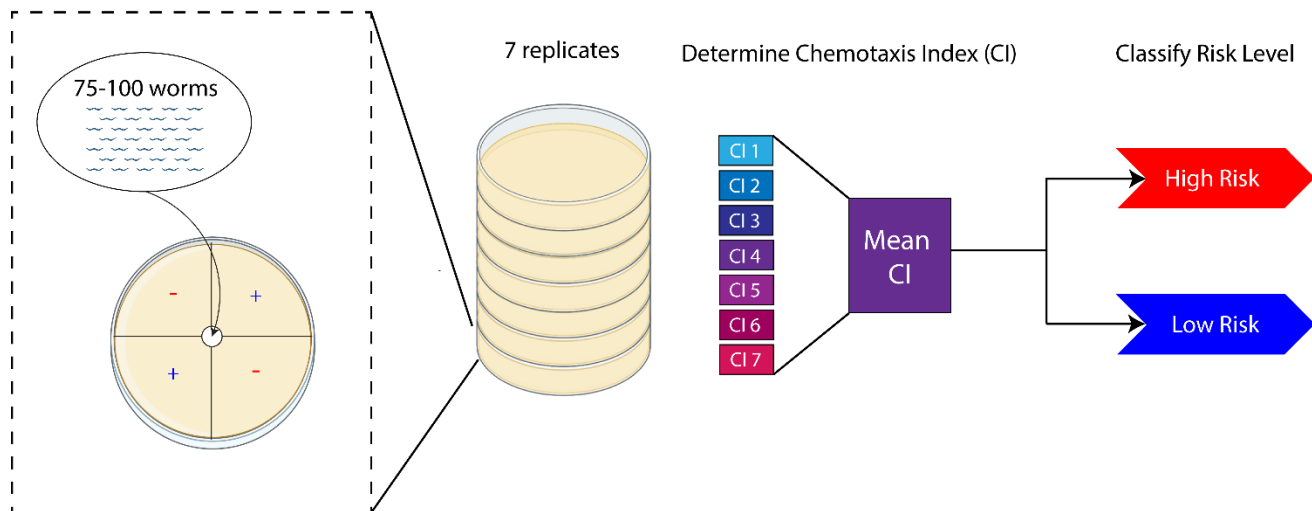 75-100 worms
-
+
+
-
7 replicates
Determine Chemotaxis Index (CI)
CI 1
CI 2
CI 3
CI 4
CI 5
CI 6
CI 7
Mean
CI
Classify Risk Level
High Risk
Low Risk